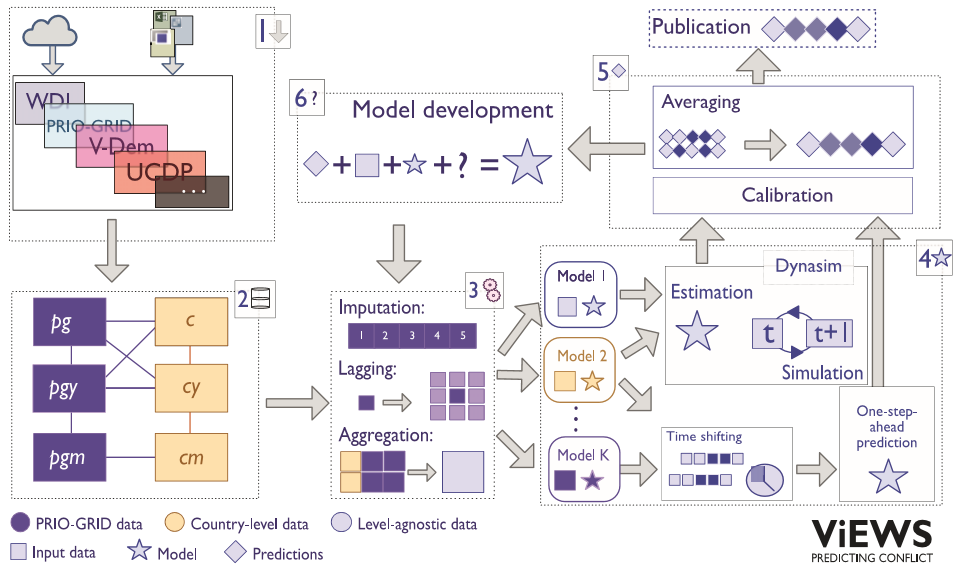 WDI
PRIO-GRID
V-Dem
UCDP
...
1
6 ?
Model development
+ + + ? =
5
Publication
Averaging
Calibration
2
pg
c
pgy
cy
pgm
cm
3
Imputation:
1 2 3 4 5
Lagging:
Aggregation:
4
Model 1
Model 2
Model K
Dynasim
Estimation
t
t+1
Simulation
Time shifting
One-step-
ahead
prediction
PRIO-GRID data
Country-level data
Level-agnostic data
Input data
Model
Predictions
ViEWS
PREDICTING CONFLICT